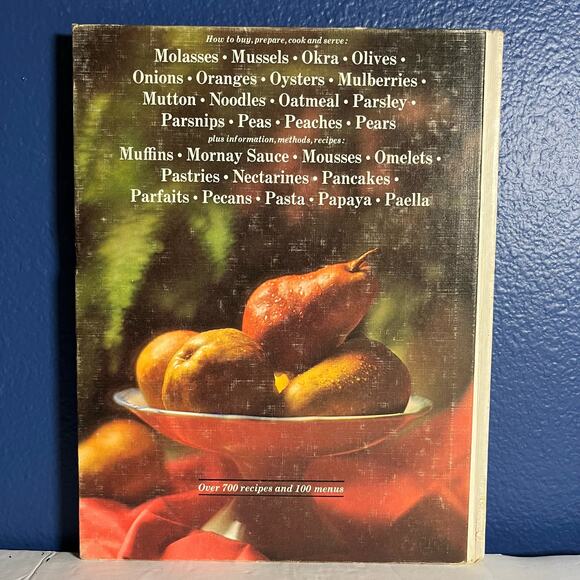 How to buy, prepare, cook and serve:
Molasses • Mussels • Okra • Olives •
Onions • Oranges • Oysters • Mulberries •
Mutton • Noodles • Oatmeal • Parsley •
Parsnips • Peas • Peaches • Pears
plus information, methods, recipes:
Muffins • Mornay Sauce • Mousses • Omelets •
Pastries • Nectarines • Pancakes •
Parfaits • Pecans • Pasta • Papaya • Paella
Over 700 recipes and 100 menus